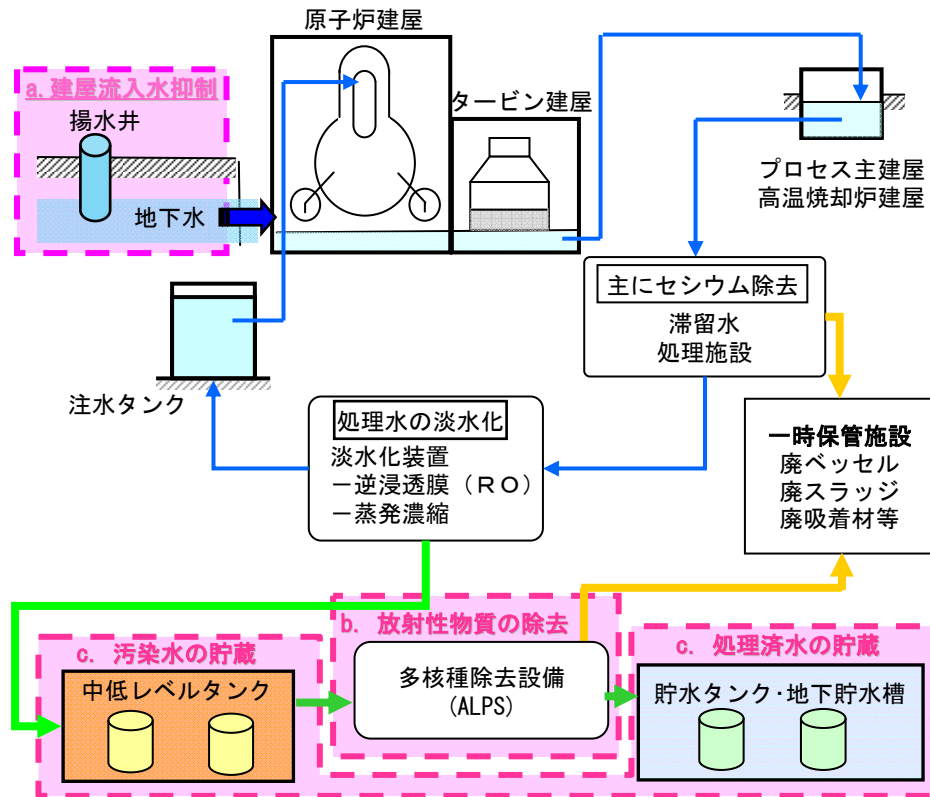 原子炉建屋
a. 建屋流入水抑制
揚水井
地下水
タービン建屋
プロセス主建屋
高温焼却炉建屋
主にセシウム除去
滞留水
処理施設
注水タンク
処理水の淡水化
淡水化装置
－逆浸透膜（ＲＯ）
－蒸発濃縮
一時保管施設
廃ベッセル
廃スラッジ
廃吸着材等
b. 放射性物質の除去
多核種除去設備
(ALPS)
c. 汚染水の貯蔵
中低レベルタンク
c. 処理済水の貯蔵
貯水タンク・地下貯水槽